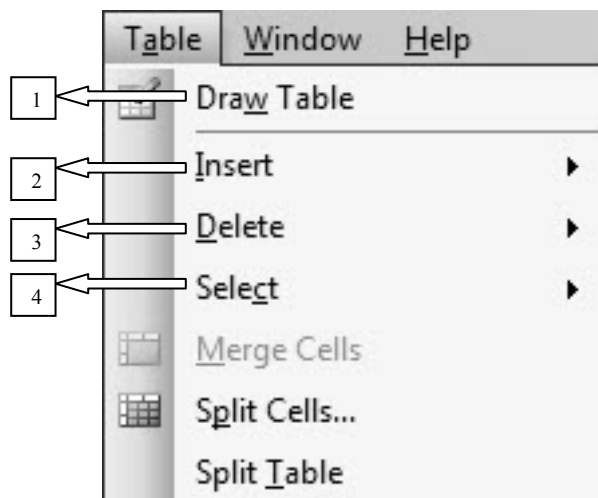 Table Window Help
1 Draw Table
2 Insert
3 Delete
4 Select
Merge Cells
Split Cells...
Split Table